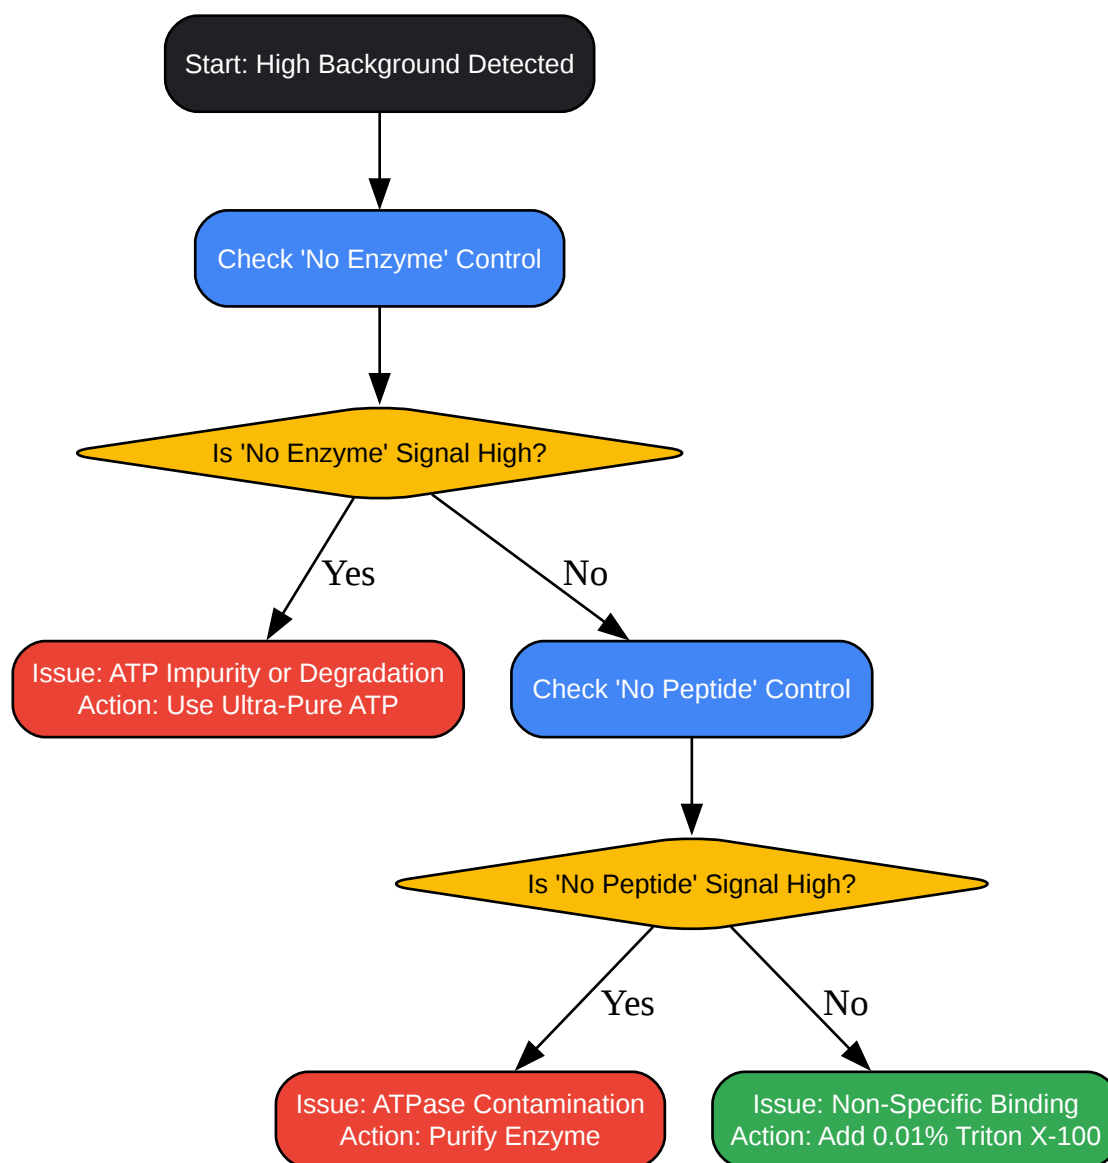 Start: High Background Detected
Check 'No Enzyme' Control
Is 'No Enzyme' Signal High?
Yes
No
Issue: ATP Impurity or Degradation
Action: Use Ultra-Pure ATP
Check 'No Peptide' Control
Is 'No Peptide' Signal High?
Yes
No
Issue: ATPase Contamination
Action: Purify Enzyme
Issue: Non-Specific Binding
Action: Add 0.01% Triton X-100